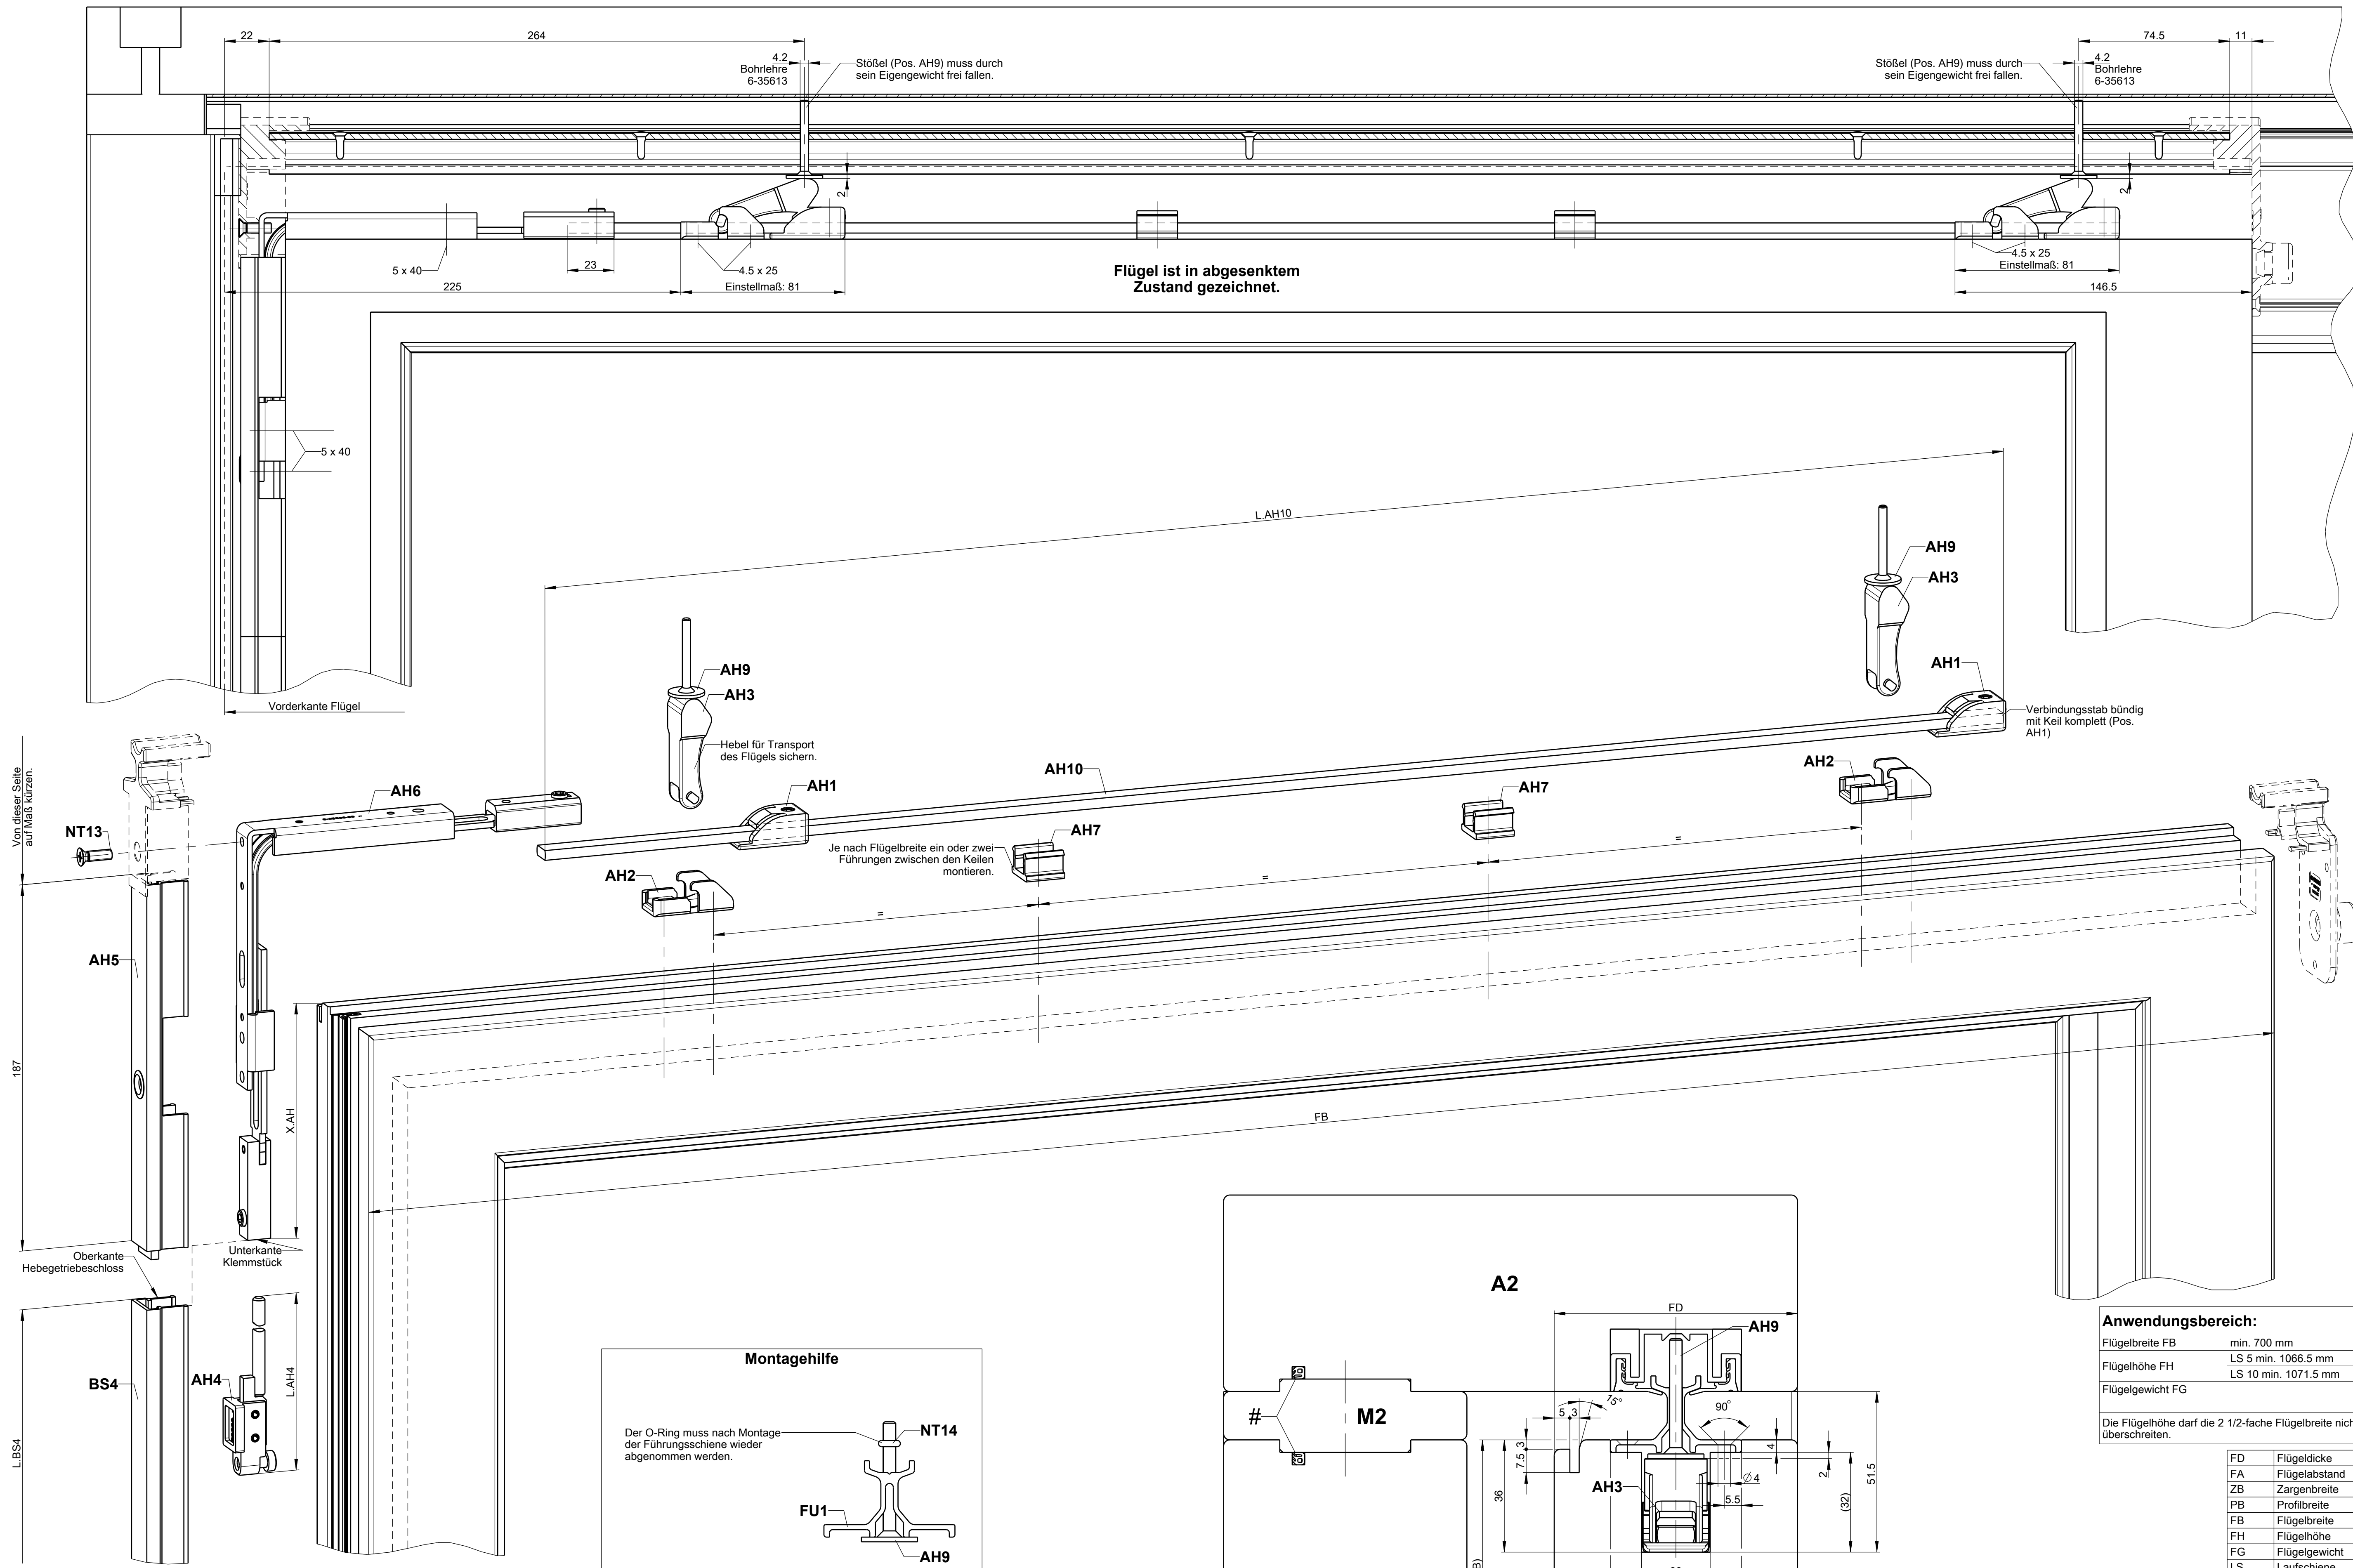 22
264
74.5
11
4.2
Bohrlehre
6-35613
Stößel (Pos. AH9) muss durch
sein Eigengewicht frei fallen.
Stößel (Pos. AH9) muss durch
sein Eigengewicht frei fallen.
4.2
Bohrlehre
6-35613
2
2
5 x 40
23
4.5 x 25
225
Einstellmaß: 81
Flügel ist in abgesenktem
Zustand gezeichnet.
4.5 x 25
Einstellmaß: 81
146.5
5 x 40
L.AH10
AH9
AH3
AH1
Verbindungsstab bündig
mit Keil komplett (Pos.
AH1)
AH9
AH3
Hebel für Transport
des Flügels sichern.
Vorderkante Flügel
Von dieser Seite
auf Maß kürzen.
NT13
AH6
AH1
AH10
AH2
AH7
AH7
Je nach Flügelbreite ein oder zwei
Führungen zwischen den Keilen
montieren.
AH2
=
=
=
AH5
187
X.AH
FB
Oberkante
Hebegetriebeschloss
Unterkante
Klemmstück
BS4
L.BS4
AH4
L.AH4
Montagehilfe
Der O-Ring muss nach Montage
der Führungsschiene wieder
abgenommen werden.
NT14
FU1
AH9
A2
FD
AH9
#
M2
5
3
15°
90°
3
7.5
36
4
2
Ø4
5.5
(32)
51.5
AH3
Anwendungsbereich:
Flügelbreite FB min. 700 mm
Flügelhöhe FH LS 5 min. 1066.5 mm
LS 10 min. 1071.5 mm
Flügelgewicht FG
Die Flügelhöhe darf die 2 1/2-fache Flügelbreite nich
überschreiten.
FD Flügeldicke
FA Flügelabstand
ZB Zargenbreite
PB Profilbreite
FB Flügelbreite
FH Flügelhöhe
FG Flügelgewicht
LS Laufschiene